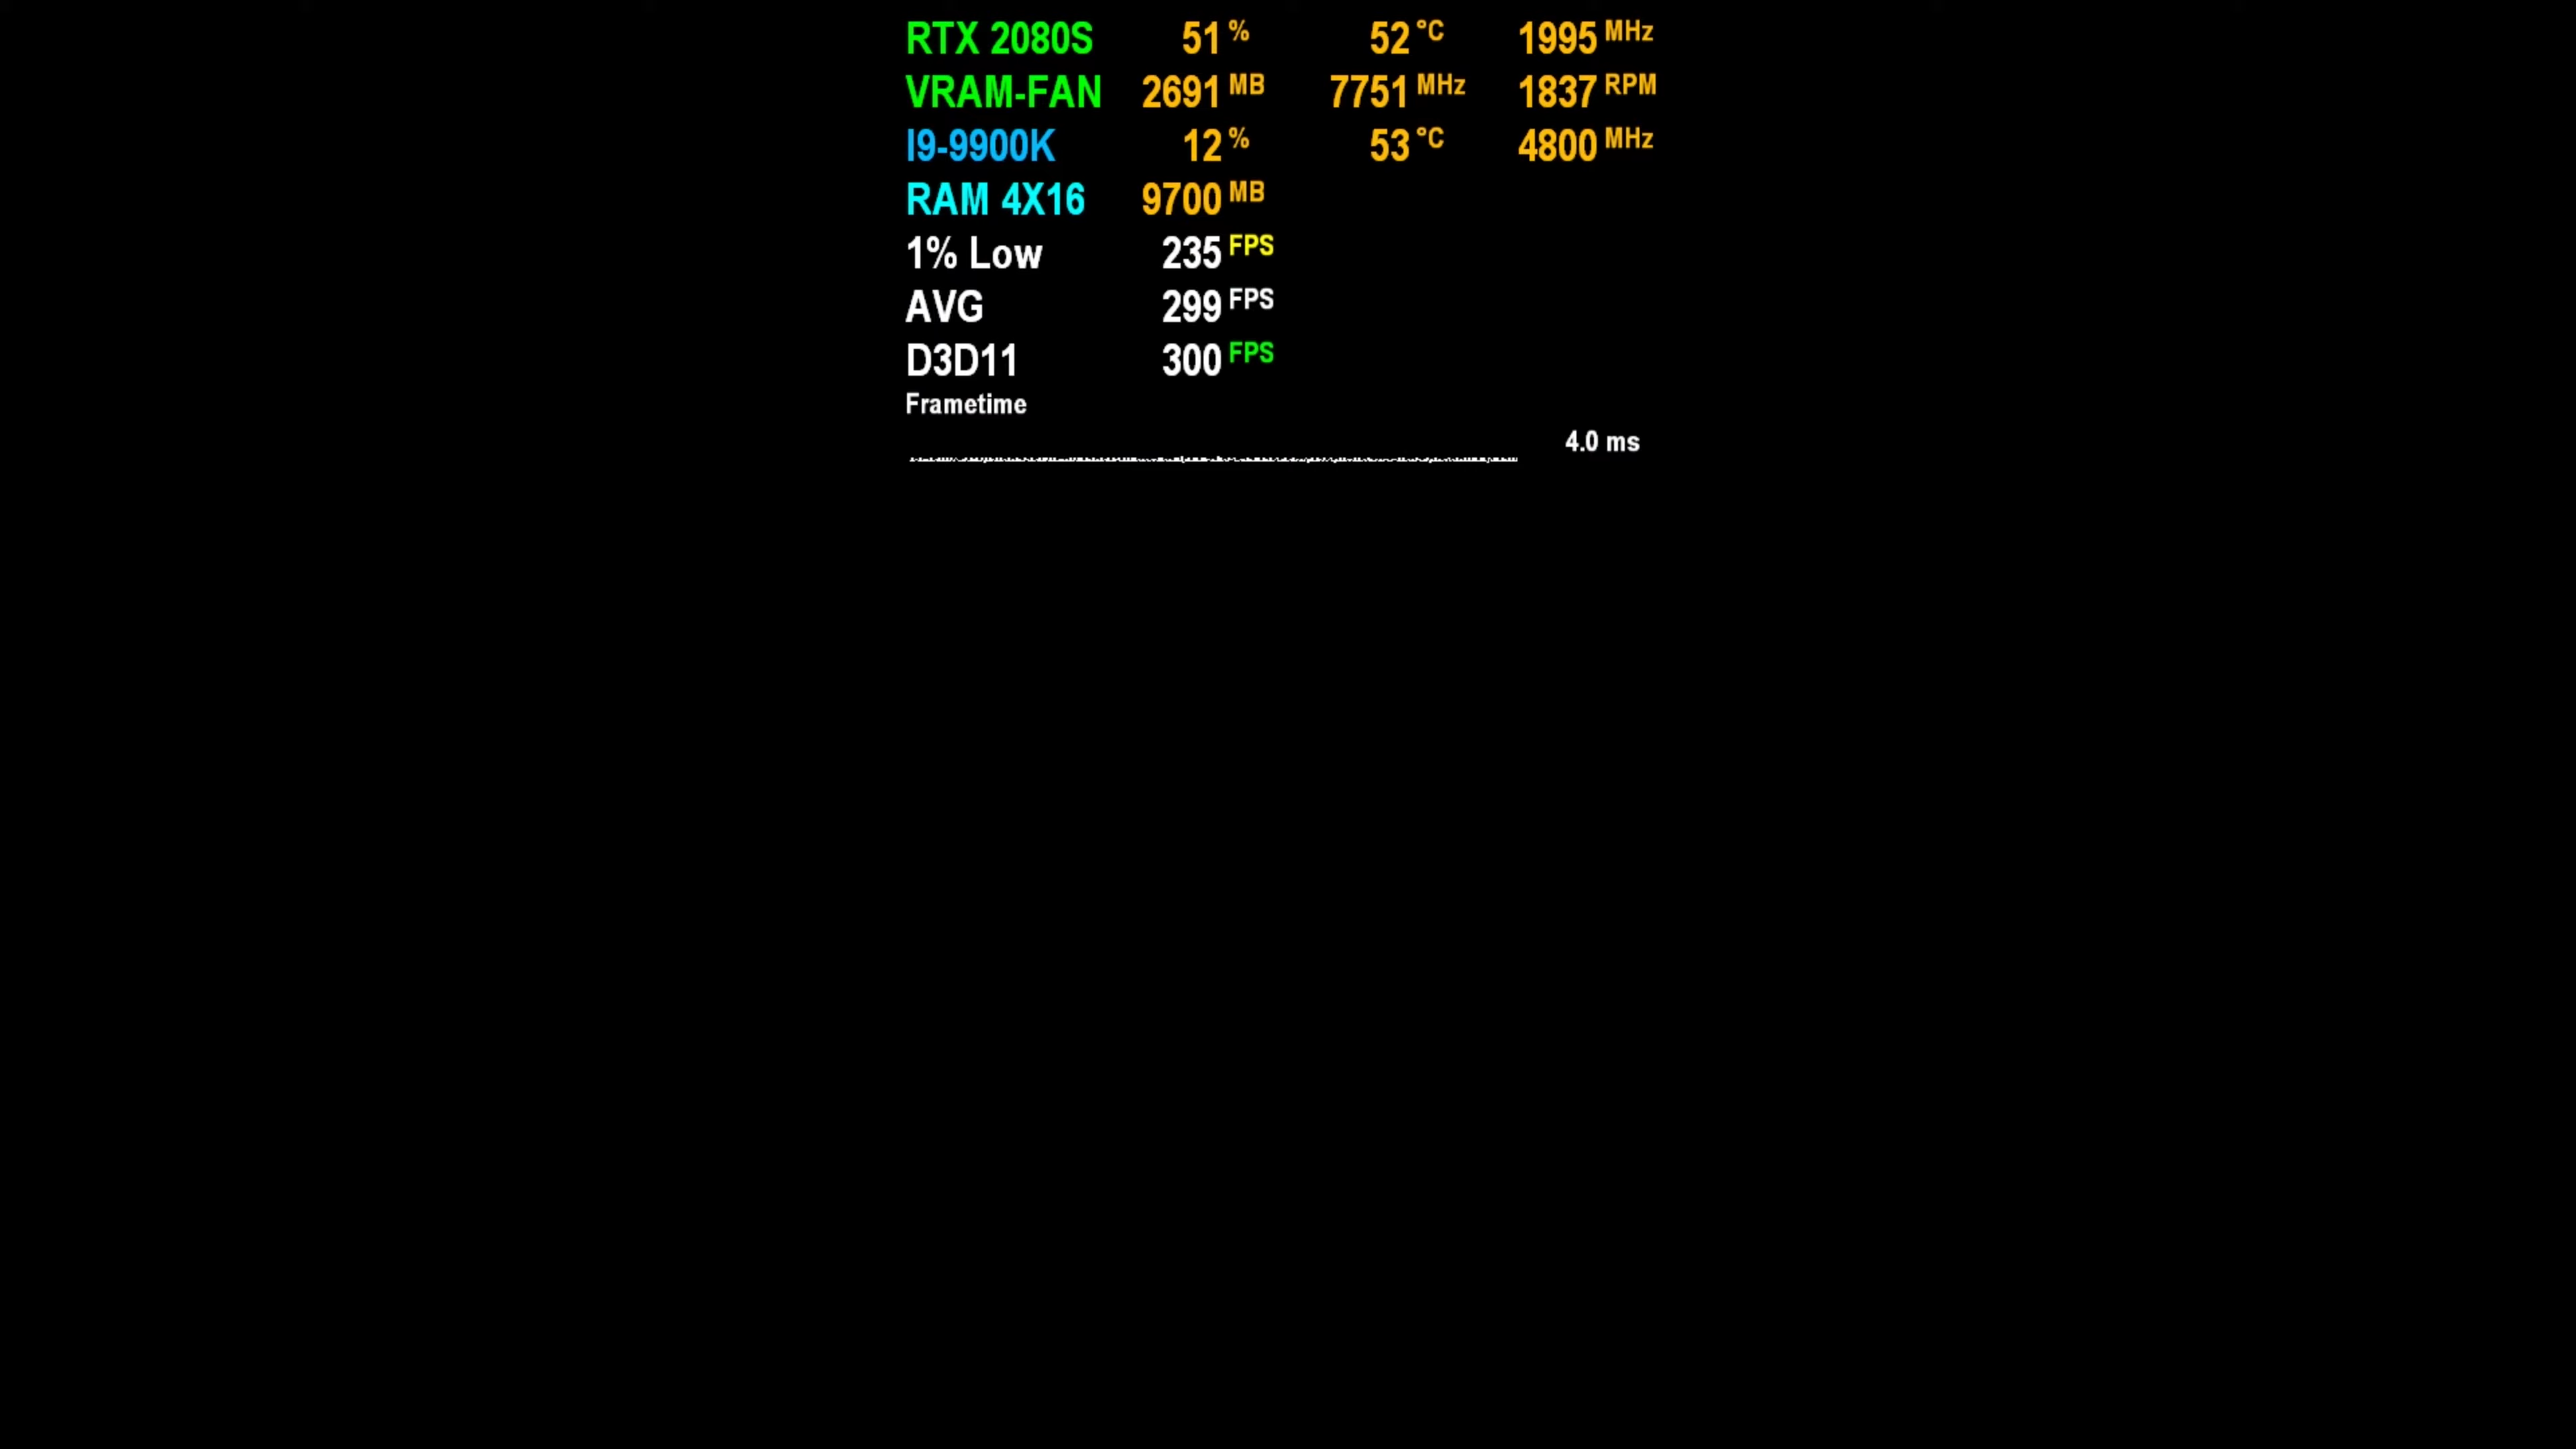 RTX 2080S 51 % 52 °C 1995 MHz
VRAM-FAN 2691 MB 7751 MHz 1837 RPM
I9-9900K 12 % 53 °C 4800 MHz
RAM 4X16 9700 MB
1% Low 235 FPS
AVG 299 FPS
D3D11 300 FPS
Frametime
4.0 ms